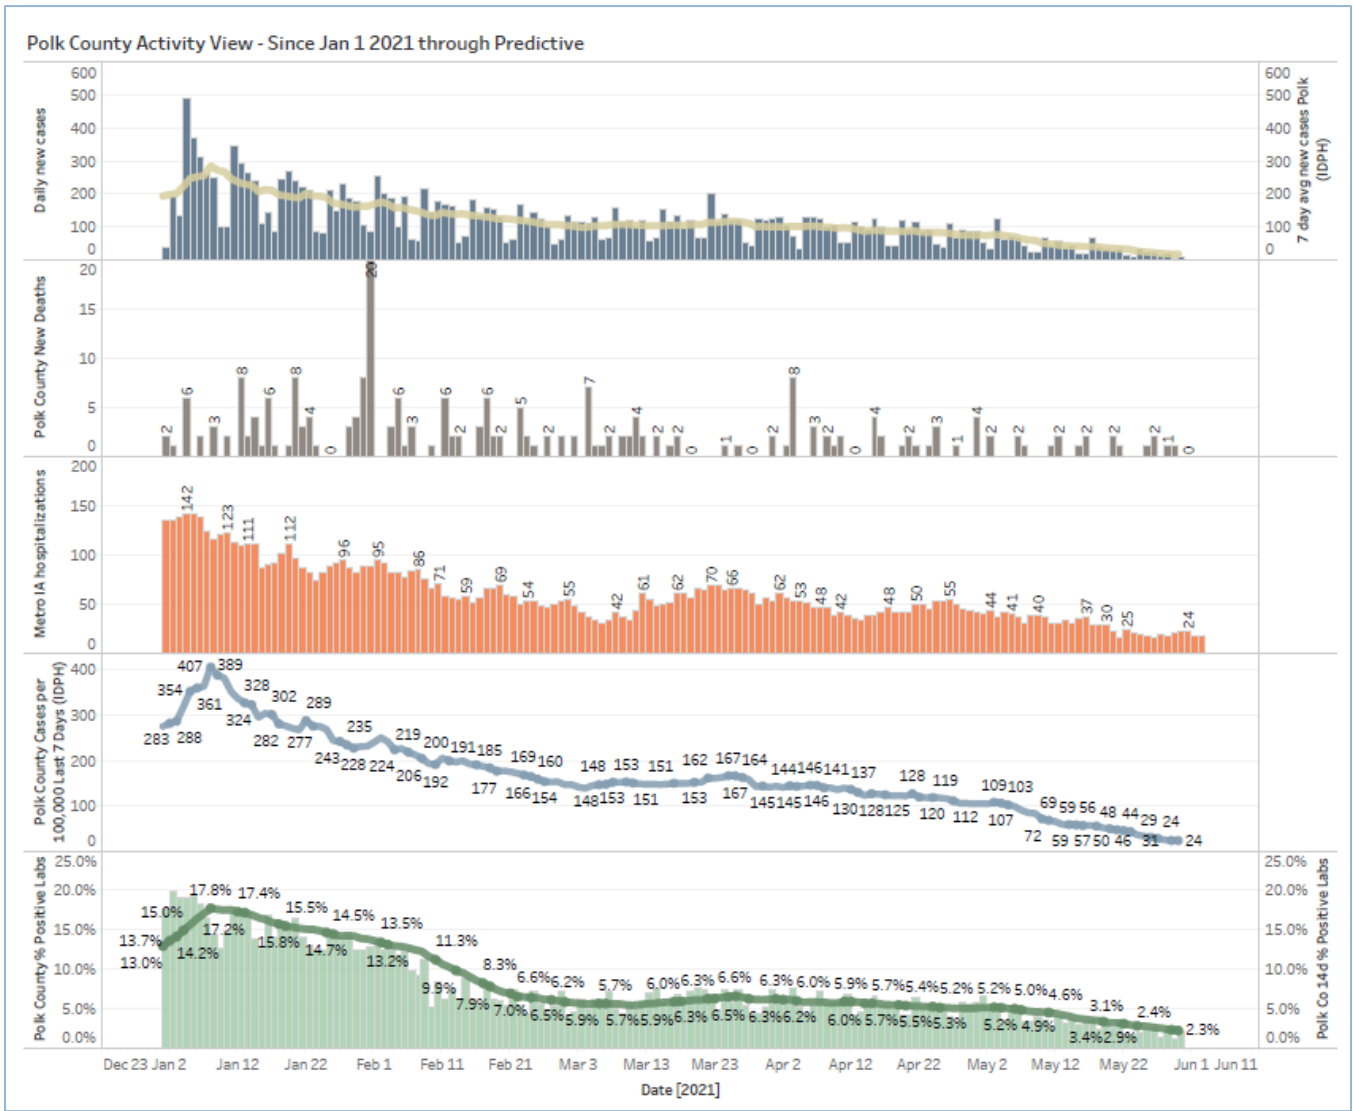 Polk County Activity View - Since Jan 1 2021 through Predictive
Daily new cases
600
500
400
300
200
100
0
600
500
400
300
200
100
0
7 day avg new cases Polk
(IDPH)
Polk County New Deaths
20
15
10
5
0
2 6 3 8 6 8 4 0 20 6 3 6 2 6 2 5 2 7 2 4 2 2 0 1 0 2 8 3 2 0 4 2 3 1 4 2 2 2 2 2 2 1 0
Metro IA hospitalizations
200
150
100
50
0
142 123 111 112 96 95 86 71 59 69 54 55 42 61 62 70 66 62 53 48 42 48 50 55 44 41 40 37 30 25 24
Polk County Cases per
100,000 Last 7 Days (IDPH)
400
300
200
100
0
407 389
354 361 328 302 289
283 288 324 282 277 243 235 228 224 219 206 200 192 191 185 177 169 166 160 154 148 148 153 153 151 151 162 153 167 167 164 145 144 145 146 146 141 130 137 128 125 128 120 119 112 109 107 103 72 69 59 59 56 57 50 48 46 44 29 31 24 24
Polk County % Positive Labs
25.0%
20.0%
15.0%
10.0%
5.0%
0.0%
13.7% 13.0% 15.0% 14.2% 17.8% 17.2% 17.4% 15.8% 15.5% 14.7% 14.5% 13.2% 13.5% 9.9% 11.3% 7.9% 8.3% 7.0% 6.6% 6.5% 6.2% 5.9% 5.7% 5.7% 5.9% 6.0% 6.3% 6.3% 6.6% 6.5% 6.3% 6.3% 6.2% 6.0% 6.0% 5.9% 5.7% 5.7% 5.5% 5.4% 5.3% 5.2% 5.2% 5.2% 5.0% 4.9% 4.6% 3.4% 3.1% 2.9% 2.4% 2.3%
25.0%
20.0%
15.0%
10.0%
5.0%
0.0%
Polk Co 14d % Positive Labs
Dec 23 Jan 2 Jan 12 Jan 22 Feb 1 Feb 11 Feb 21 Mar 3 Mar 13 Mar 23 Apr 2 Apr 12 Apr 22 May 2 May 12 May 22 Jun 1 Jun 11
Date [2021]